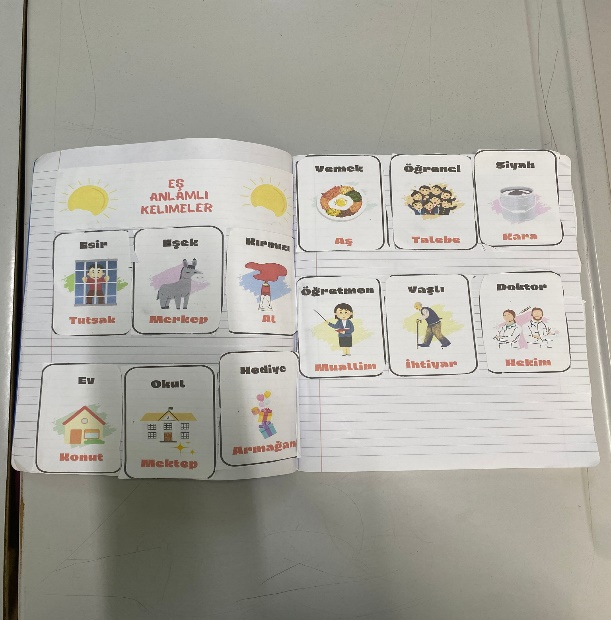 EŞ
ANLAMLI
KELİMELER
Esir
Tutsak
Eşek
Merkep
Kırmızı
Al
Ev
Konut
Okul
Mektep
Hediye
Armağan
Yemek
Aş
Öğrenci
Talebe
Siyah
Kara
Öğretmen
Muallim
Yaşlı
İhtiyar
Doktor
Hekim